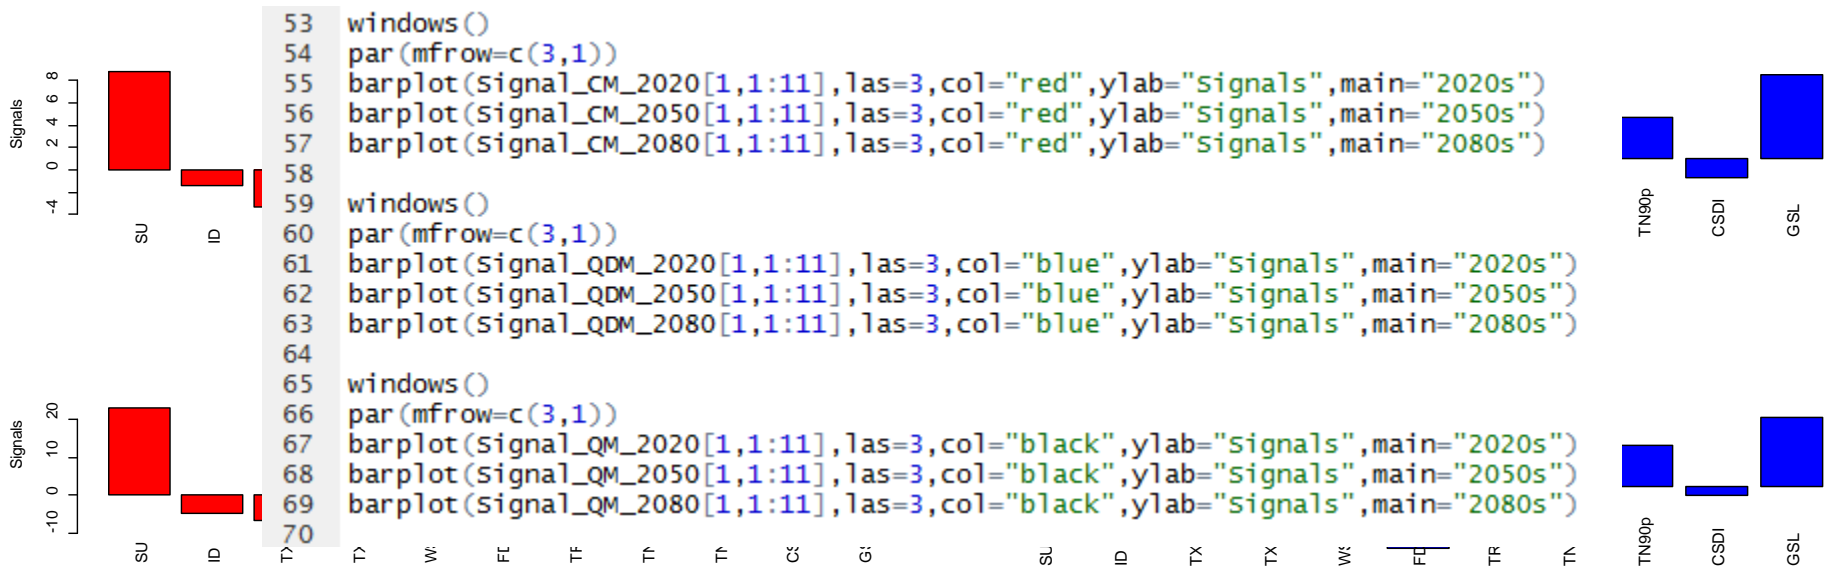 53 windows()
54 par(mfrow=c(3,1))
55 barplot(Signal_CM_2020[1,1:11],las=3,col="red",ylab="Signals",main="2020s")
56 barplot(Signal_CM_2050[1,1:11],las=3,col="red",ylab="Signals",main="2050s")
57 barplot(Signal_CM_2080[1,1:11],las=3,col="red",ylab="Signals",main="2080s")
58
59 windows()
60 par(mfrow=c(3,1))
61 barplot(Signal_QDM_2020[1,1:11],las=3,col="blue",ylab="Signals",main="2020s")
62 barplot(Signal_QDM_2050[1,1:11],las=3,col="blue",ylab="Signals",main="2050s")
63 barplot(Signal_QDM_2080[1,1:11],las=3,col="blue",ylab="Signals",main="2080s")
64
65 windows()
66 par(mfrow=c(3,1))
67 barplot(Signal_QM_2020[1,1:11],las=3,col="black",ylab="Signals",main="2020s")
68 barplot(Signal_QM_2050[1,1:11],las=3,col="black",ylab="Signals",main="2050s")
69 barplot(Signal_QM_2080[1,1:11],las=3,col="black",ylab="Signals",main="2080s")
70
Signals
8
6
4
2
0
-4
SU
ID
TN90p
CSDI
GSL
Signals
20
10
0
-10
SU
ID
SU
ID
TX
TX
TR
TN
TN90p
CSDI
GSL